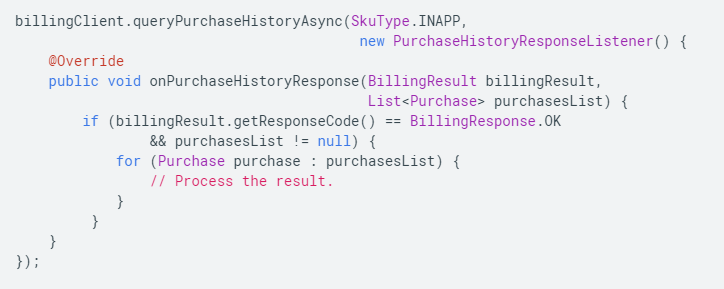 billingClient.queryPurchaseHistoryAsync(SkuType.INAPP,
                                         new PurchaseHistoryResponseListener() {
    @Override
    public void onPurchaseHistoryResponse(BillingResult billingResult,
                                          List<Purchase> purchasesList) {
        if (billingResult.getResponseCode() == BillingResponse.OK
                && purchasesList != null) {
            for (Purchase purchase : purchasesList) {
                // Process the result.
            }
         }
    }
});